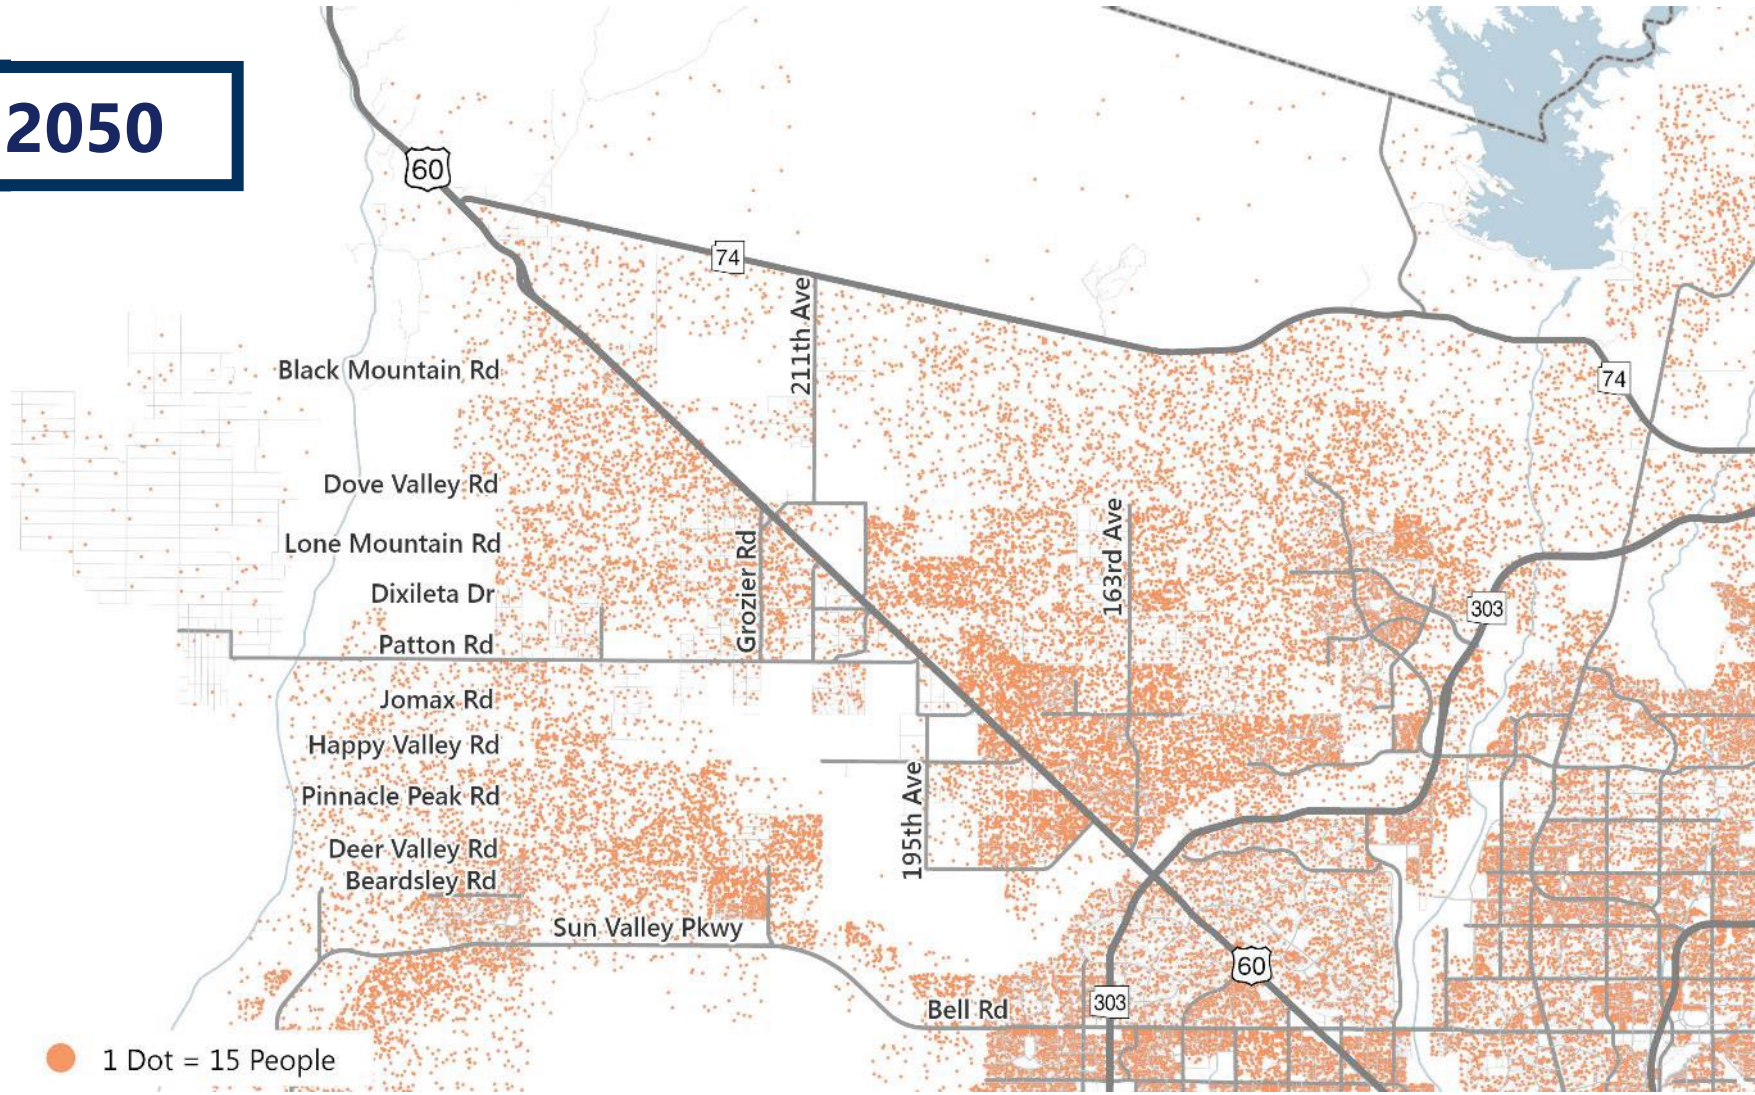 2050
60
74
211th Ave
Black Mountain Rd
74
Dove Valley Rd
163rd Ave
Lone Mountain Rd
Grozier Rd
Dixileta Dr
303
Patton Rd
Jomax Rd
Happy Valley Rd
195th Ave
Pinnacle Peak Rd
Deer Valley Rd
Beardsley Rd
Sun Valley Pkwy
60
303
Bell Rd
1 Dot = 15 People